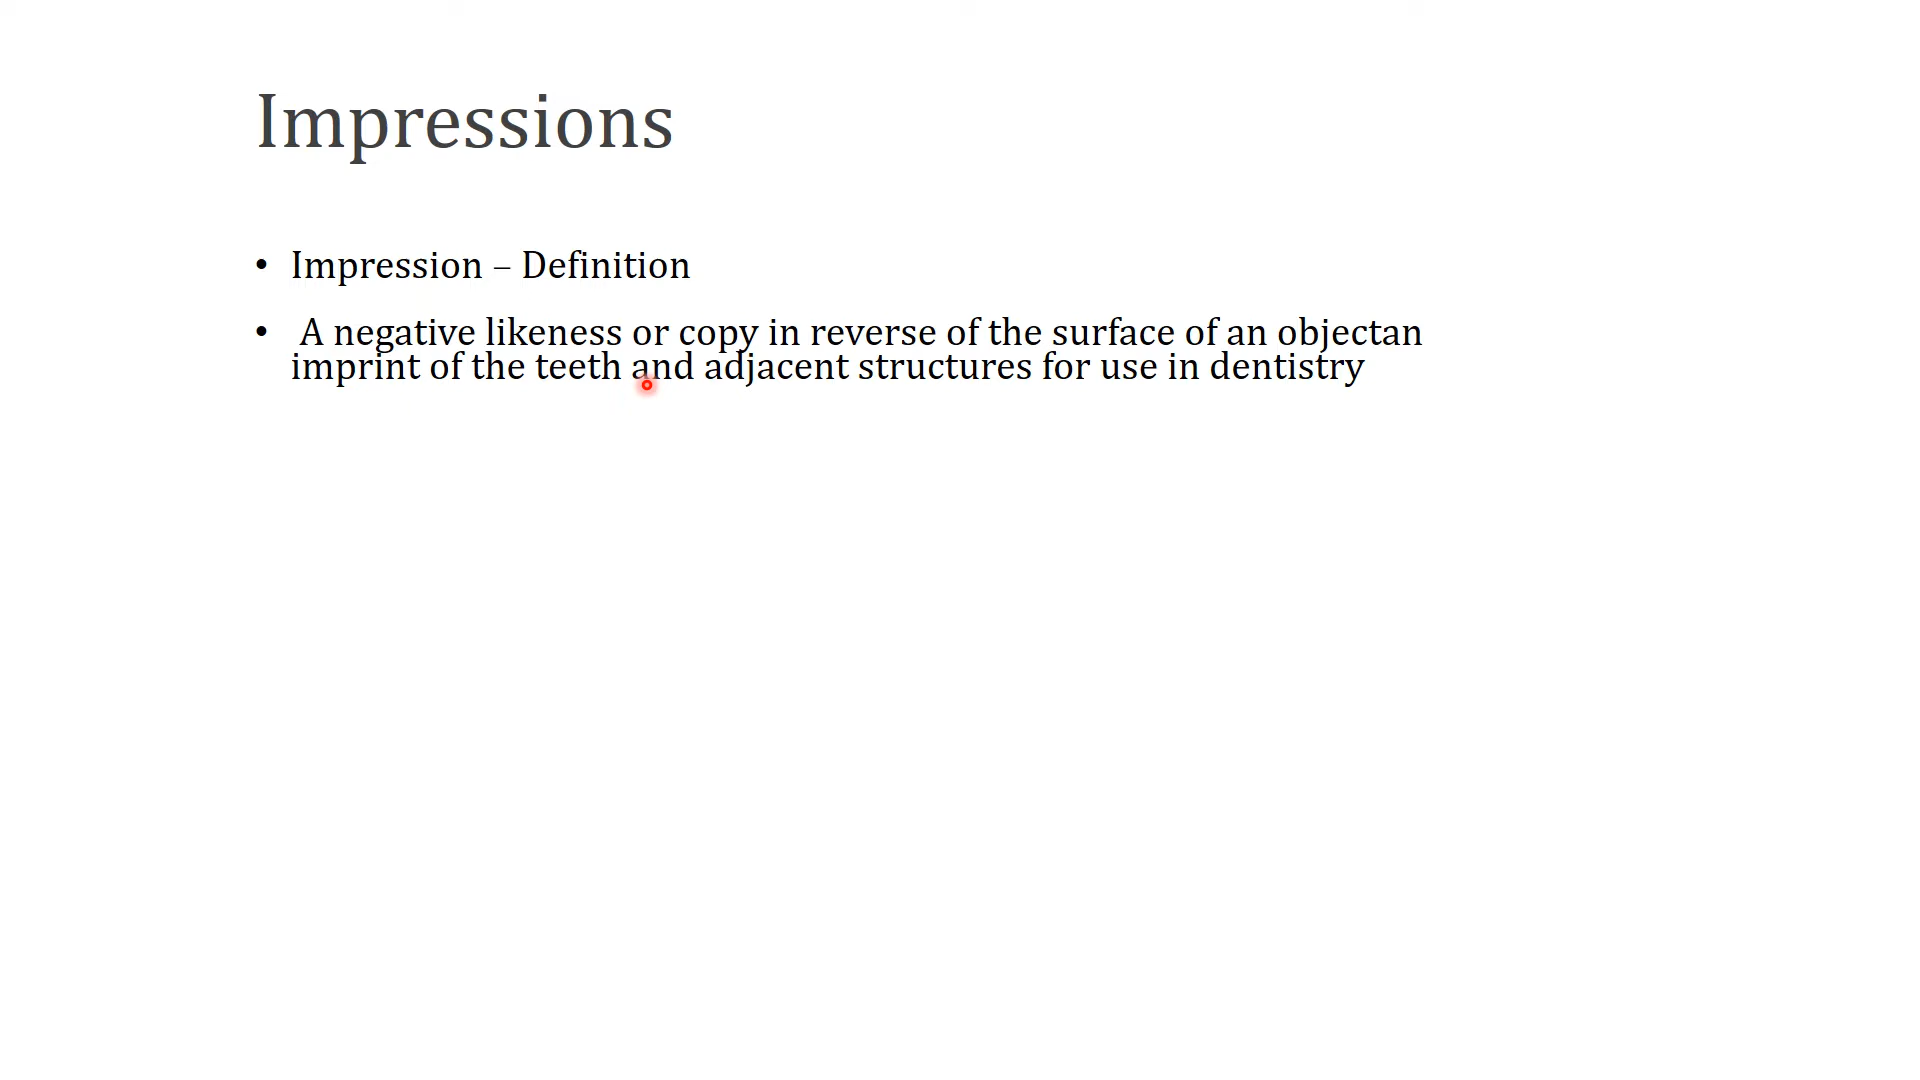 Impressions
• Impression – Definition
• A negative likeness or copy in reverse of the surface of an objectan
imprint of the teeth and adjacent structures for use in dentistry